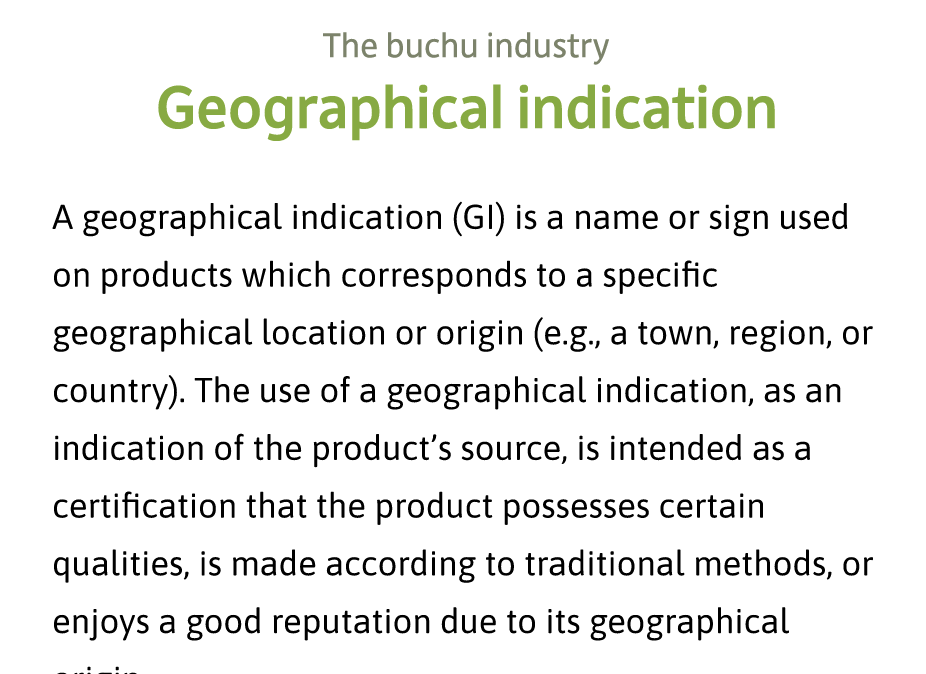 The buchu industry
Geographical indication
A geographical indication (GI) is a name or sign used
on products which corresponds to a specific
geographical location or origin (e.g., a town, region, or
country). The use of a geographical indication, as an
indication of the product’s source, is intended as a
certification that the product possesses certain
qualities, is made according to traditional methods, or
enjoys a good reputation due to its geographical
origin.